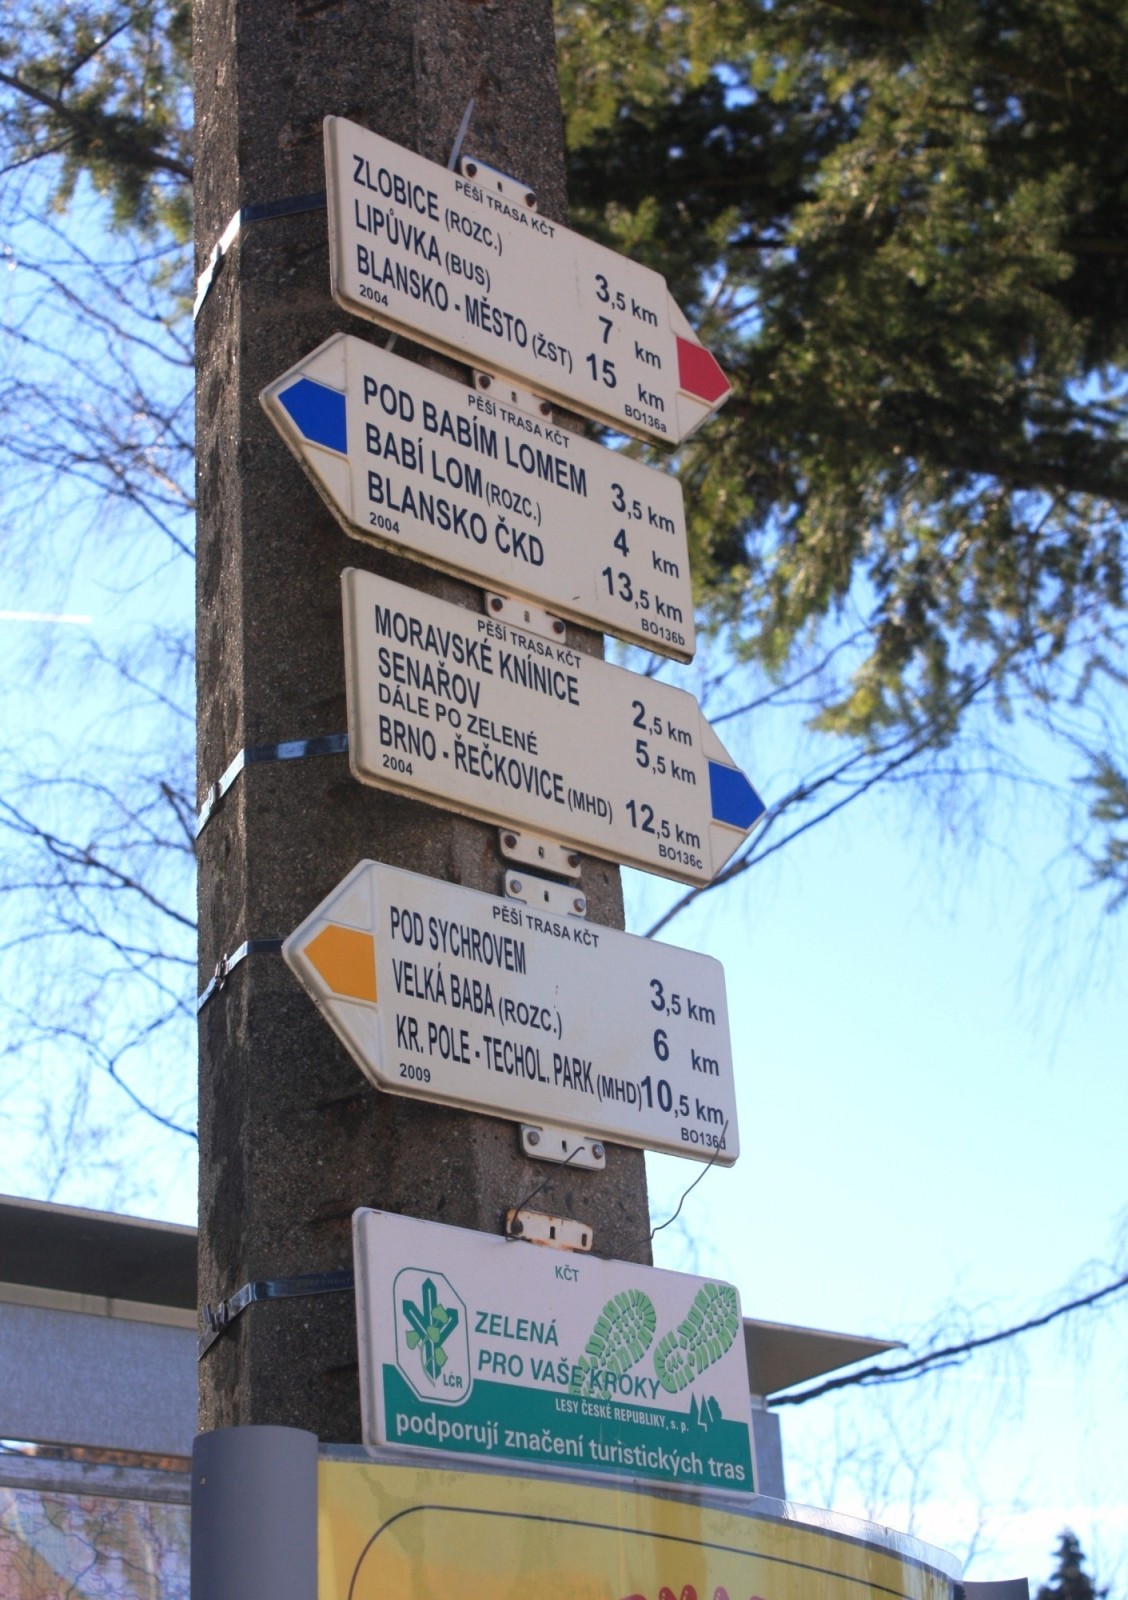 PĚŠÍ TRASA KČT
ZLOBICE (ROZC.) 3,5 km
LIPŮVKA (BUS) 7 km
BLANSKO - MĚSTO (ŽST) 15 km
2004 BO136a
PĚŠÍ TRASA KČT
POD BABÍM LOMEM 3,5 km
BABÍ LOM (ROZC.) 4 km
BLANSKO ČKD 13,5 km
2004 BO136b
PĚŠÍ TRASA KČT
MORAVSKÉ KNÍNICE 2,5 km
SENAŘOV 5,5 km
DÁLE PO ZELENÉ
BRNO - ŘEČKOVICE (MHD) 12,5 km
2004 BO136c
PĚŠÍ TRASA KČT
POD SYCHROVEM 3,5 km
VELKÁ BABA (ROZC.) 6 km
KR. POLE - TECHOL. PARK (MHD) 10,5 km
2009 BO136d
KČT
ZELENÁ
PRO VAŠE KROKY
LČR
LESY ČESKÉ REPUBLIKY, s. p.
podporují značení turistických tras